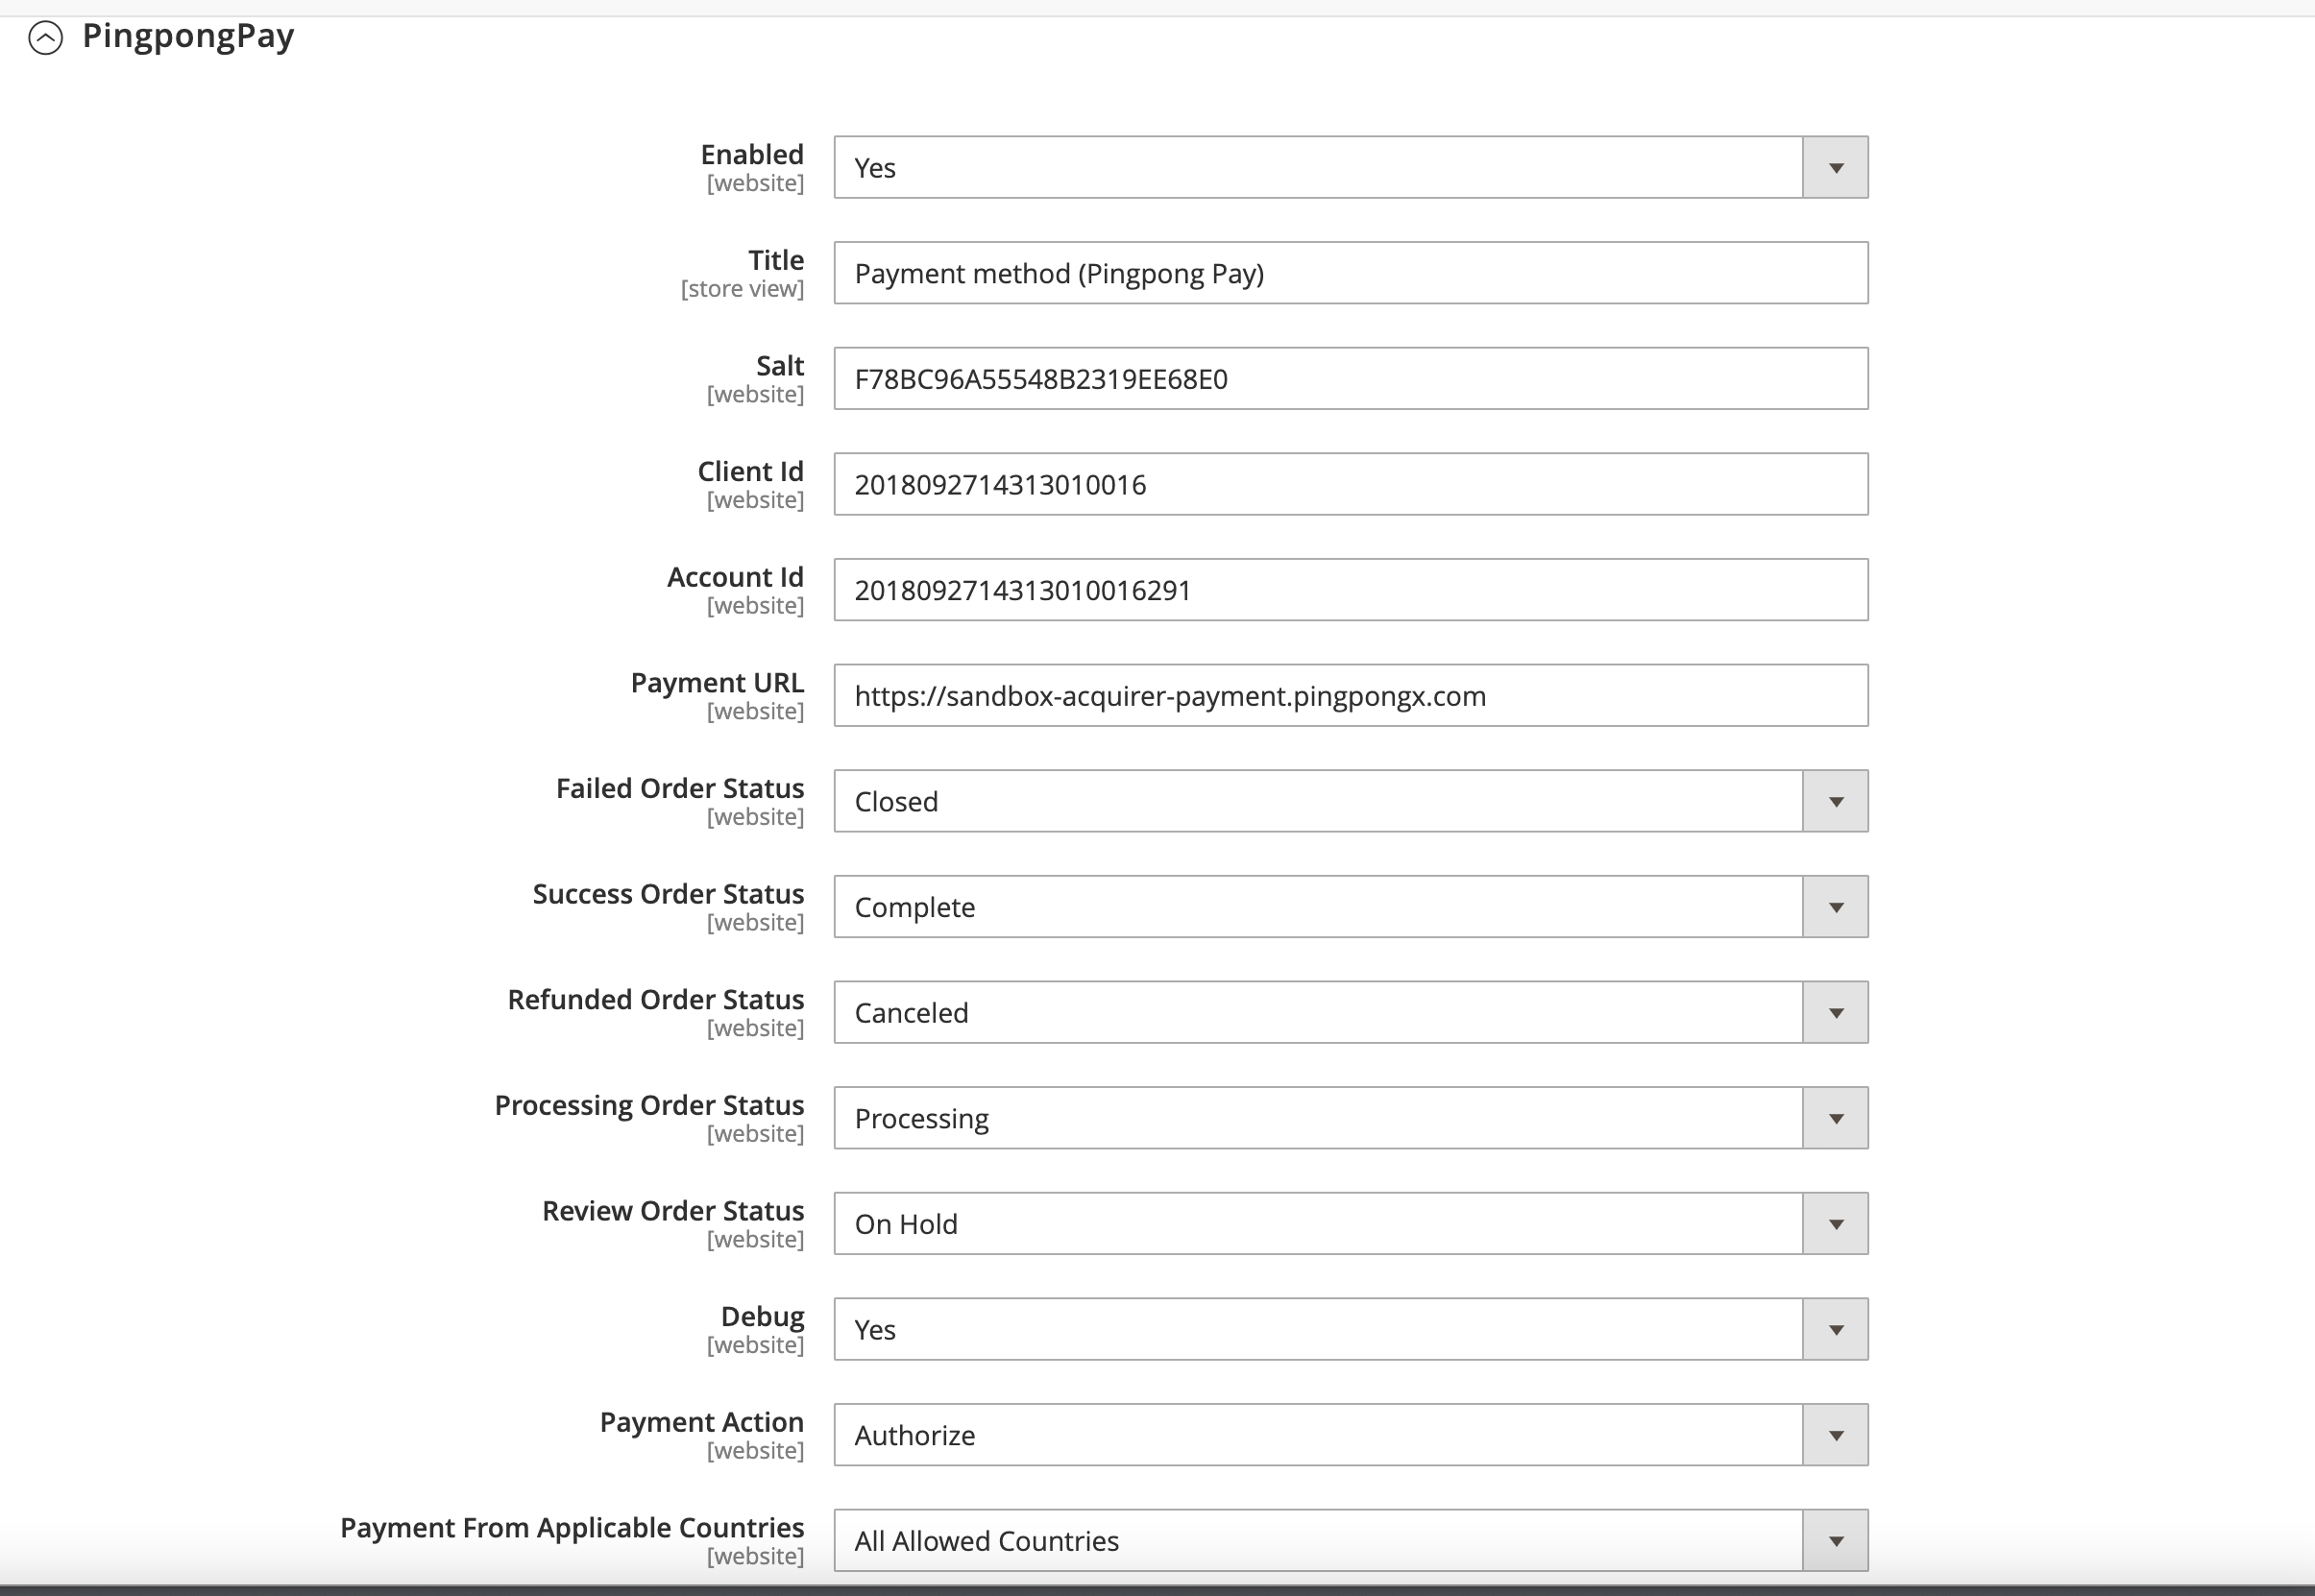 PingpongPay
Enabled
[website]
Yes
Title
[store view]
Payment method (Pingpong Pay)
Salt
[website]
F78BC96A55548B2319EE68E0
Client Id
[website]
2018092714313010016
Account Id
[website]
2018092714313010016291
Payment URL
[website]
https://sandbox-acquirer-payment.pingpongx.com
Failed Order Status
[website]
Closed
Success Order Status
[website]
Complete
Refunded Order Status
[website]
Canceled
Processing Order Status
[website]
Processing
Review Order Status
[website]
On Hold
Debug
[website]
Yes
Payment Action
[website]
Authorize
Payment From Applicable Countries
[website]
All Allowed Countries